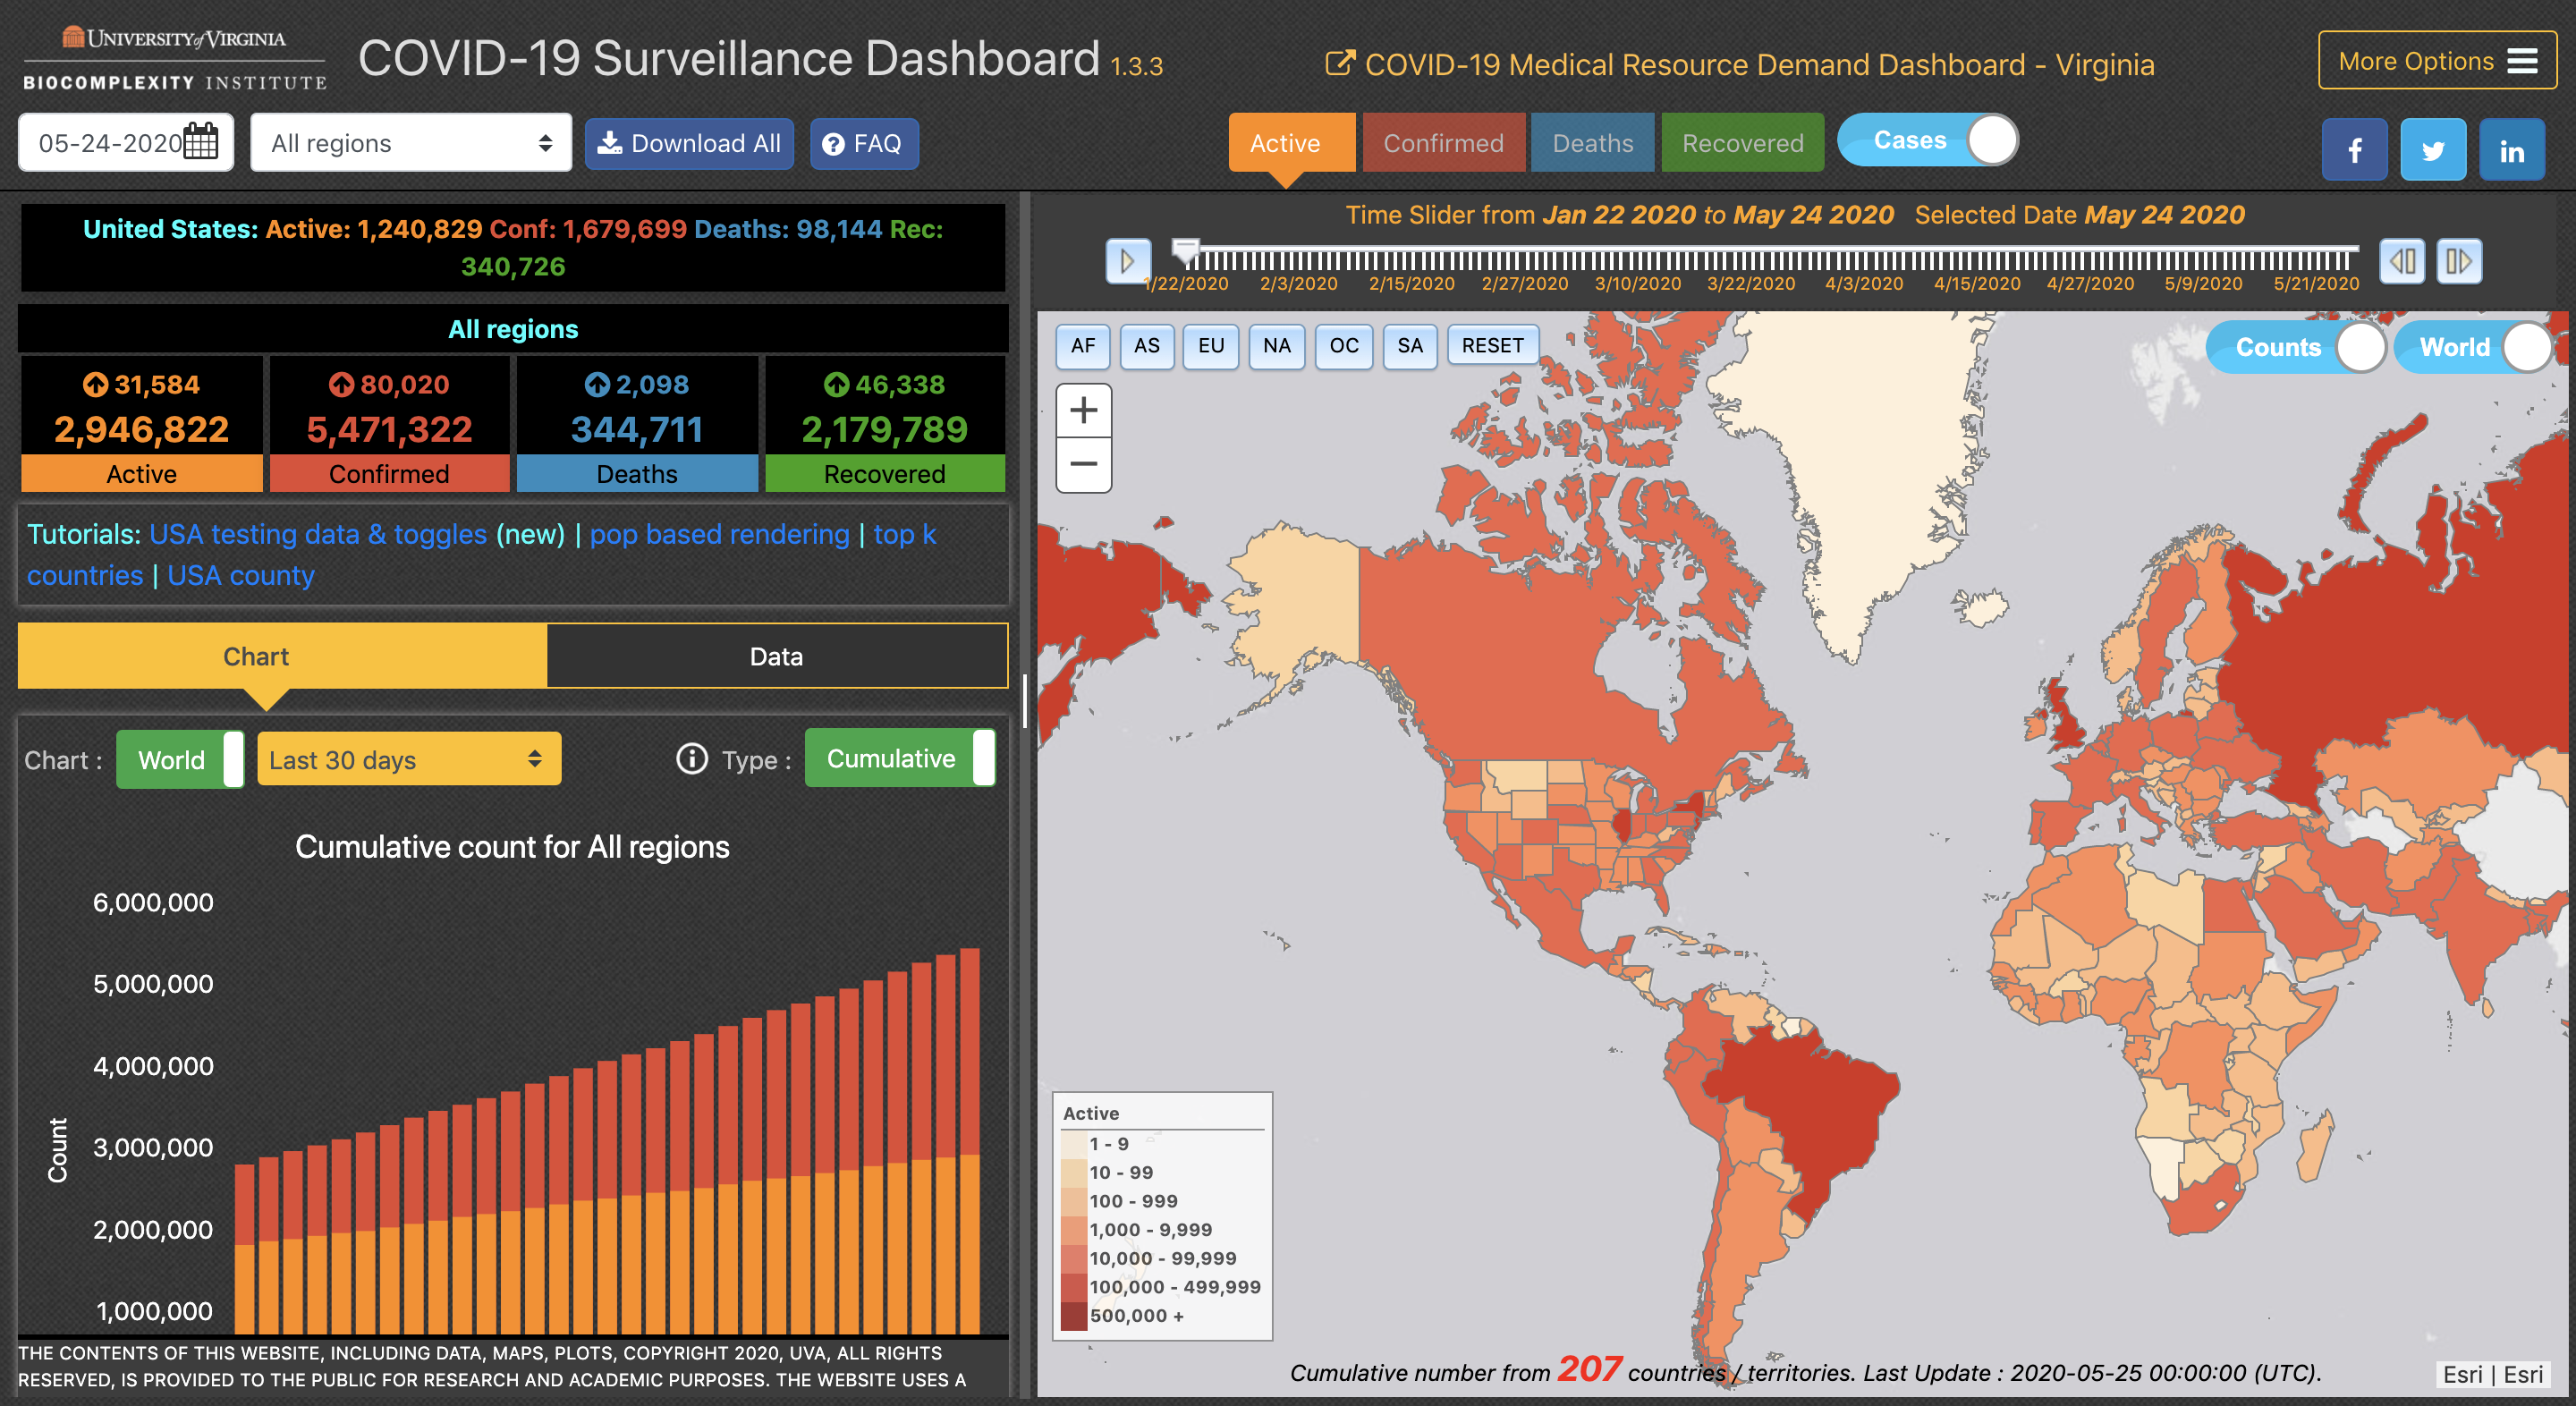 UNIVERSITY of VIRGINIA
BIOCOMPLEXITY INSTITUTE
COVID-19 Surveillance Dashboard 1.3.3
COVID-19 Medical Resource Demand Dashboard - Virginia
More Options
05-24-2020
All regions
Download All
FAQ
Active
Confirmed
Deaths
Recovered
Cases
United States: Active: 1,240,829 Conf: 1,679,699 Deaths: 98,144 Rec:
340,726
All regions
31,584
80,020
2,098
46,338
2,946,822
5,471,322
344,711
2,179,789
Active
Confirmed
Deaths
Recovered
Tutorials: USA testing data & toggles (new) | pop based rendering | top k
countries | USA county
Chart
Data
Chart :
World
Last 30 days
Type :
Cumulative
Cumulative count for All regions
6,000,000
5,000,000
4,000,000
3,000,000
2,000,000
1,000,000
Count
THE CONTENTS OF THIS WEBSITE, INCLUDING DATA, MAPS, PLOTS, COPYRIGHT 2020, UVA, ALL RIGHTS
RESERVED, IS PROVIDED TO THE PUBLIC FOR RESEARCH AND ACADEMIC PURPOSES. THE WEBSITE USES A
Time Slider from Jan 22 2020 to May 24 2020 Selected Date May 24 2020
1/22/2020 2/3/2020 2/15/2020 2/27/2020 3/10/2020 3/22/2020 4/3/2020 4/15/2020 4/27/2020 5/9/2020 5/21/2020
AF
AS
EU
NA
OC
SA
RESET
Counts
World
+
−
Active
1 - 9
10 - 99
100 - 999
1,000 - 9,999
10,000 - 99,999
100,000 - 499,999
500,000 +
Cumulative number from 207 countries / territories. Last Update : 2020-05-25 00:00:00 (UTC).
Esri | Esri